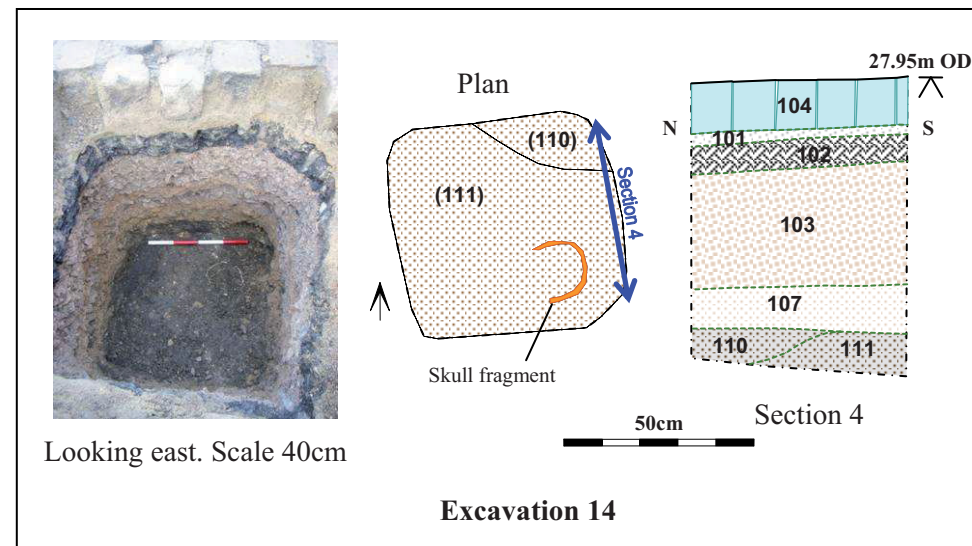 Looking east. Scale 40cm
Plan
(110)
(111)
Section 4
Skull fragment
27.95m OD
N
S
104
101
102
103
107
110
111
Section 4
50cm
Excavation 14